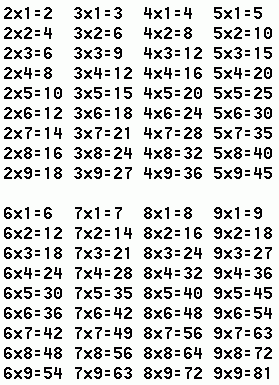 2x1=2 3x1=3 4x1=4 5x1=5
2x2=4 3x2=6 4x2=8 5x2=10
2x3=6 3x3=9 4x3=12 5x3=15
2x4=8 3x4=12 4x4=16 5x4=20
2x5=10 3x5=15 4x5=20 5x5=25
2x6=12 3x6=18 4x6=24 5x6=30
2x7=14 3x7=21 4x7=28 5x7=35
2x8=16 3x8=24 4x8=32 5x8=40
2x9=18 3x9=27 4x9=36 5x9=45
6x1=6 7x1=7 8x1=8 9x1=9
6x2=12 7x2=14 8x2=16 9x2=18
6x3=18 7x3=21 8x3=24 9x3=27
6x4=24 7x4=28 8x4=32 9x4=36
6x5=30 7x5=35 8x5=40 9x5=45
6x6=36 7x6=42 8x6=48 9x6=54
6x7=42 7x7=49 8x7=56 9x7=63
6x8=48 7x8=56 8x8=64 9x8=72
6x9=54 7x9=63 8x9=72 9x9=81